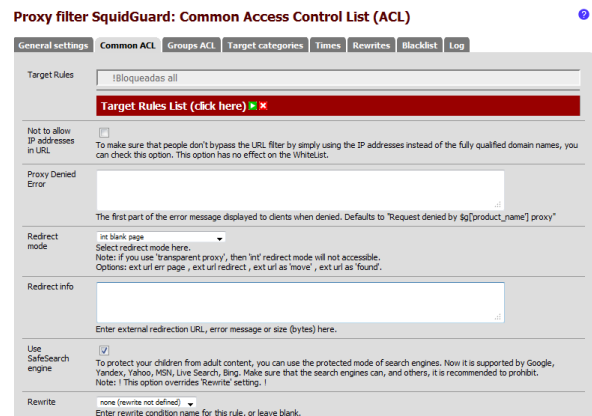 Proxy filter SquidGuard: Common Access Control List (ACL)
?
General settings Common ACL Groups ACL Target categories Times Rewrites Blacklist Log
Target Rules
!Bloqueadas all
Target Rules List (click here)
Not to allow
IP addresses
in URL
To make sure that people don't bypass the URL filter by simply using the IP addresses instead of the fully qualified domain names, you
can check this option. This option has no effect on the WhiteList.
Proxy Denied
Error
The first part of the error message displayed to clients when denied. Defaults to "Request denied by $g['product_name'] proxy"
Redirect
mode
int blank page
Select redirect mode here.
Note: if you use 'transparent proxy', then 'int' redirect mode will not accessible.
Options: ext url err page , ext url redirect , ext url as 'move' , ext url as 'found'.
Redirect info
Enter external redirection URL, error message or size (bytes) here.
Use
SafeSearch
engine
To protect your children from adult content, you can use the protected mode of search engines. Now it is supported by Google,
Yandex, Yahoo, MSN, Live Search, Bing. Make sure that the search engines can, and others, it is recommended to prohibit.
Note: ! This option overrides 'Rewrite' setting. !
Rewrite
none (rewrite not defined)
Enter rewrite condition name for this rule, or leave blank.